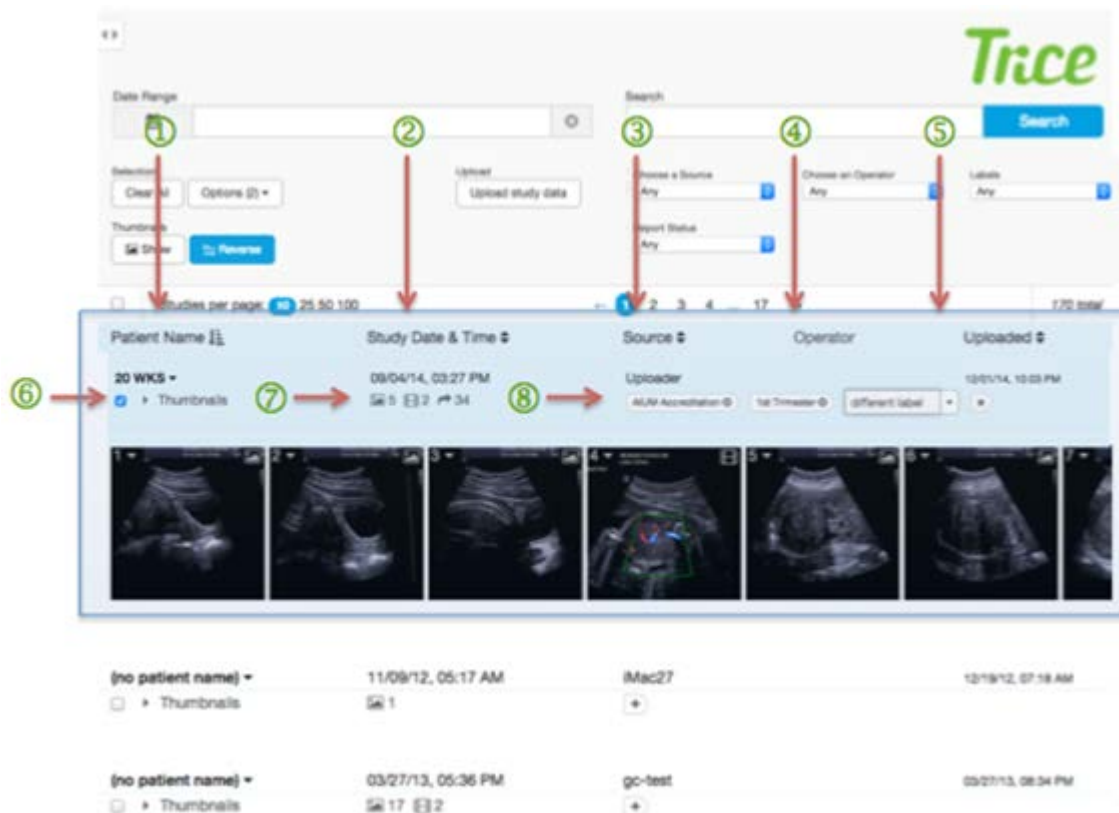 Trice
Date Range
Search
Search
① ② ③ ④ ⑤
Selection Upload Choose a Source Choose an Operator Labels
Clear All Options (2) Upload study data Any Any Any
Thumbnails Report Status
Show Reverse Any
Studies per page: 10 25 50 100 1 2 3 4 ... 17 170 total
Patient Name Study Date & Time Source Operator Uploaded
20 WKS 09/04/14, 03:27 PM Uploader 12/01/14, 10:03 PM
⑥ Thumbnails ⑦ 5 2 34 ⑧ AIUM Accreditation 1st Trimester different label
1 2 3 4 5 6 7
(no patient name) 11/09/12, 05:17 AM iMac27 12/19/12, 07:18 AM
Thumbnails 1 +
(no patient name) 03/27/13, 05:36 PM gc-test 03/27/13, 08:34 PM
Thumbnails 17 2 +